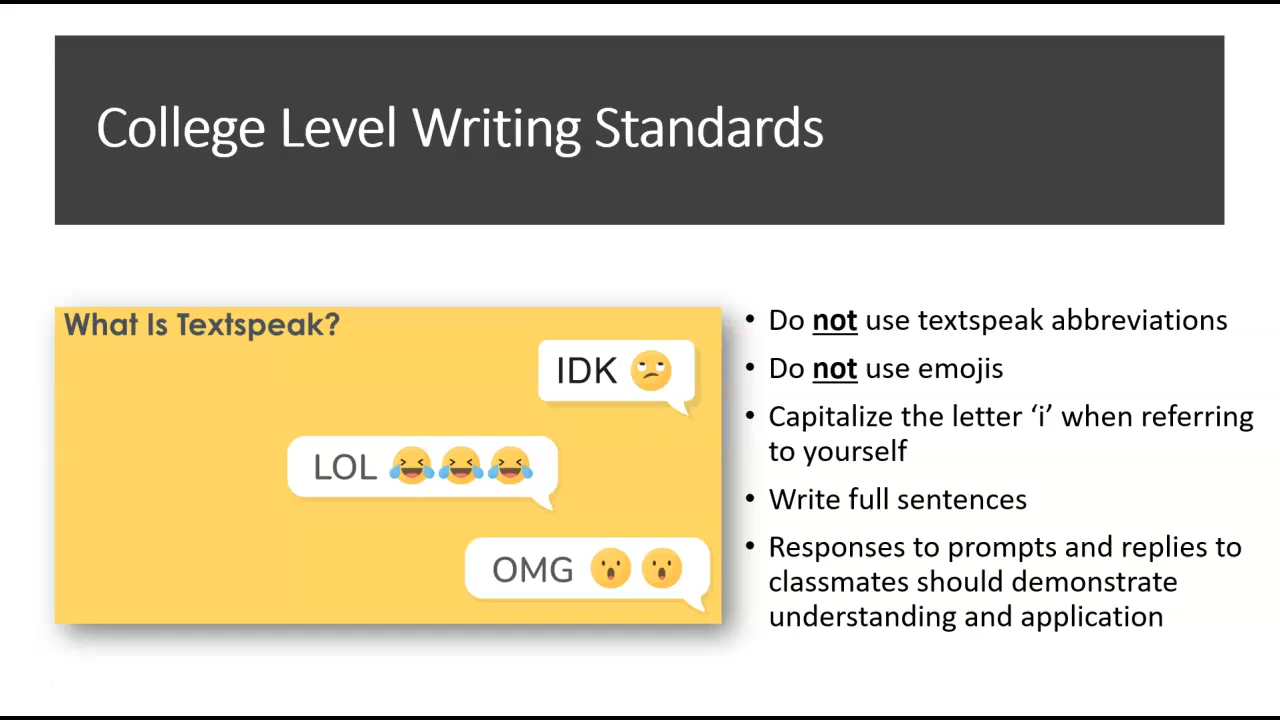 College Level Writing Standards
What Is Textspeak?
IDK 🙄
LOL 😂😂😂
OMG 😮😮
• Do not use textspeak abbreviations
• Do not use emojis
• Capitalize the letter ‘i’ when referring
to yourself
• Write full sentences
• Responses to prompts and replies to
classmates should demonstrate
understanding and application